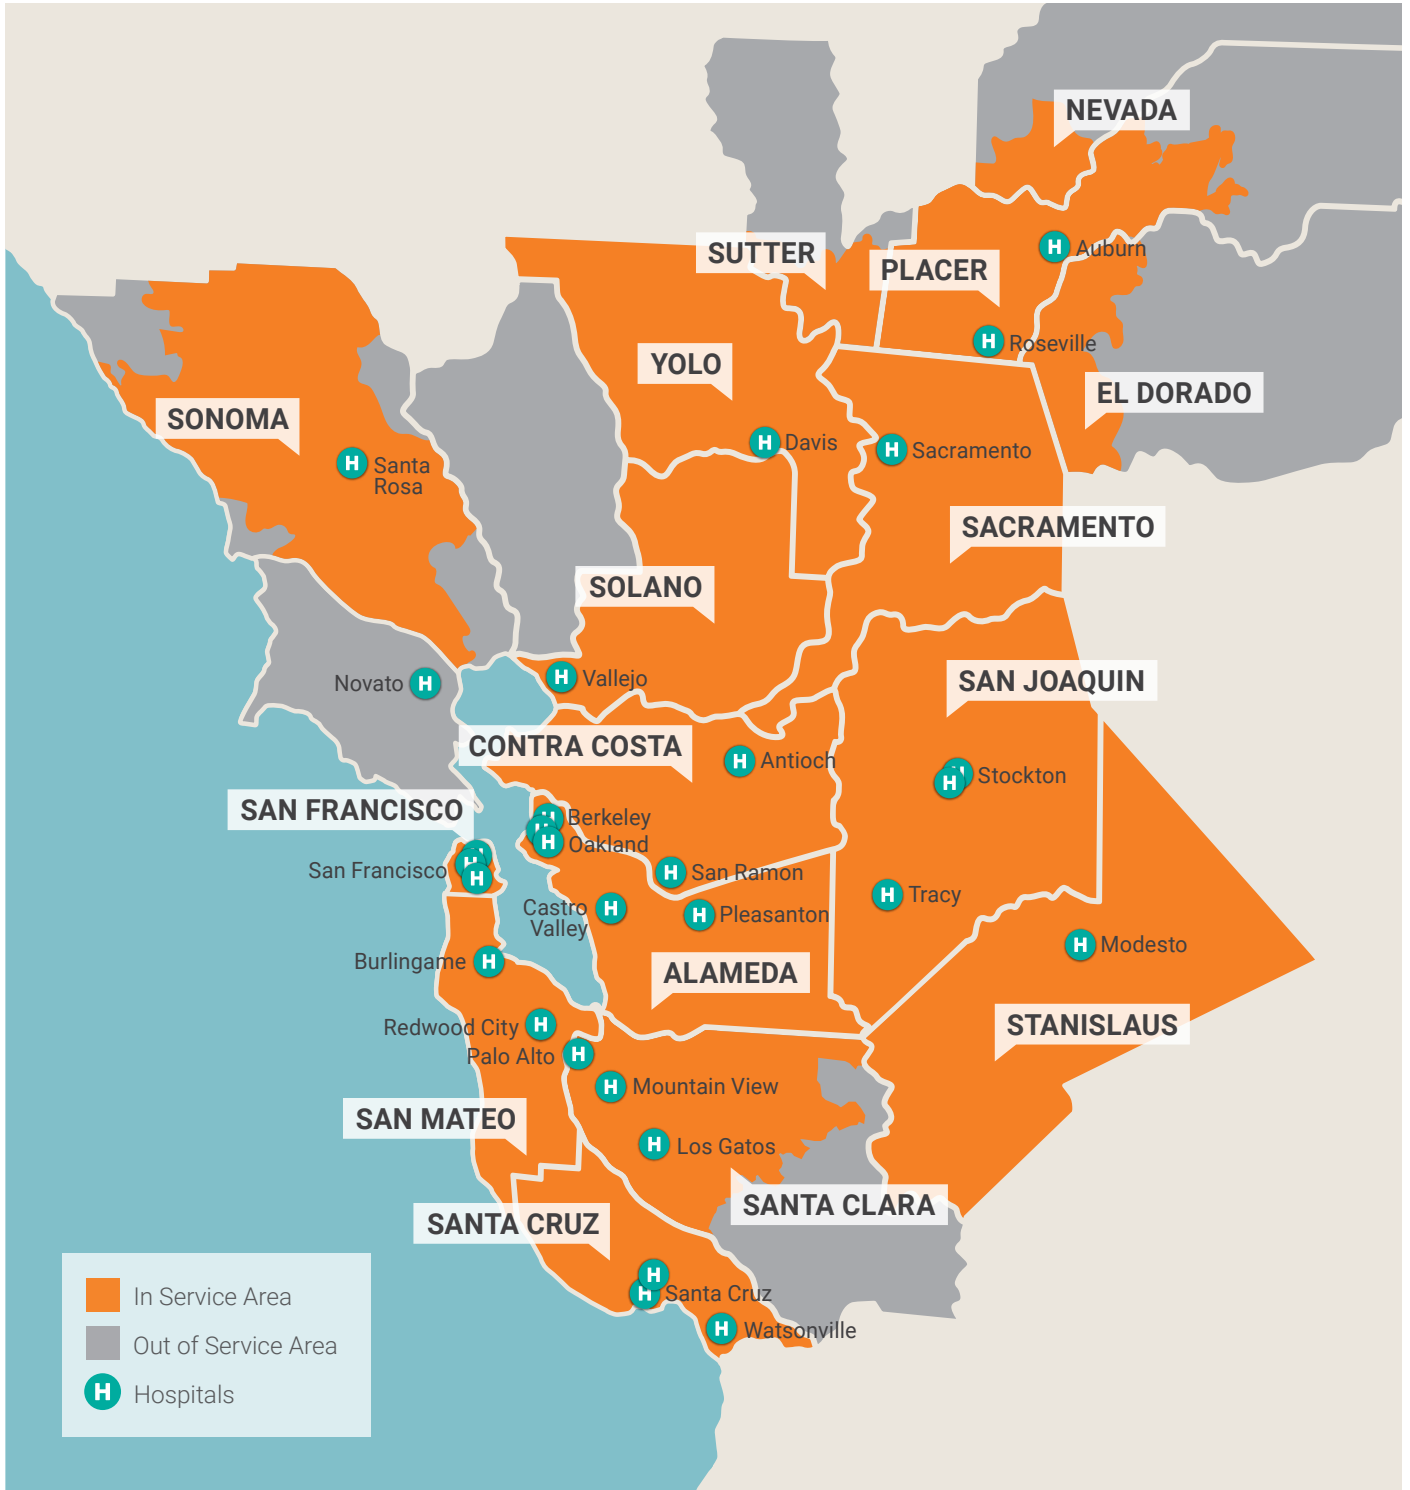 NEVADA
SUTTER
H Auburn
PLACER
H Roseville
YOLO
EL DORADO
SONOMA
H Davis
H Sacramento
H Santa
Rosa
SACRAMENTO
SOLANO
Novato H
H Vallejo
SAN JOAQUIN
CONTRA COSTA
H Antioch
H
H Stockton
SAN FRANCISCO
H Berkeley
H
H Oakland
H
San Francisco H
H
H San Ramon
H Tracy
Castro H
Valley
H Pleasanton
H Modesto
Burlingame H
ALAMEDA
Redwood City H
STANISLAUS
Palo Alto H
H Mountain View
SAN MATEO
H Los Gatos
SANTA CLARA
SANTA CRUZ
H
H Santa Cruz
H Watsonville
In Service Area
Out of Service Area
H Hospitals